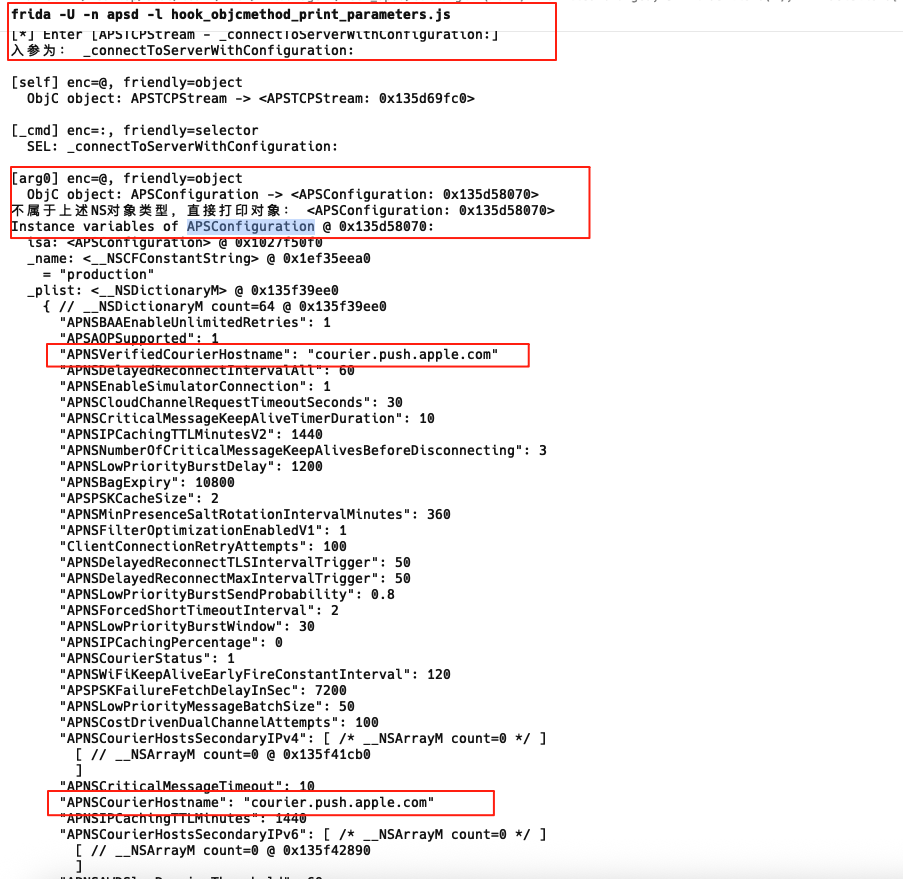 frida -U -n apsd -l hook_objcmethod_print_parameters.js
[*] Enter [APSTCPStream - _connectToServerWithConfiguration:]
入参为： _connectToServerWithConfiguration:
[self] enc=@, friendly=object
ObjC object: APSTCPStream -> <APSTCPStream: 0x135d69fc0>
[_cmd] enc=:, friendly=selector
SEL: _connectToServerWithConfiguration:
[arg0] enc=@, friendly=object
ObjC object: APSConfiguration -> <APSConfiguration: 0x135d58070>
不属于上述NS对象类型，直接打印对象： <APSConfiguration: 0x135d58070>
Instance variables of APSConfiguration @ 0x135d58070:
isa: <APSConfiguration> @ 0x1027f50f0
_name: <__NSCFConstantString> @ 0x1ef35eea0
= "production"
_plist: <__NSDictionaryM> @ 0x135f39ee0
{ // __NSDictionaryM count=64 @ 0x135f39ee0
"APNSBAAEnableUnlimitedRetries": 1
"APSAOPSupported": 1
"APNSVerifiedCourierHostname": "courier.push.apple.com"
"APNSDelayedReconnectIntervalAll": 60
"APNSEnableSimulatorConnection": 1
"APNSCloudChannelRequestTimeoutSeconds": 30
"APNSCriticalMessageKeepAliveTimerDuration": 10
"APNSIPCachingTTLMinutesV2": 1440
"APNSNumberOfCriticalMessageKeepAlivesBeforeDisconnecting": 3
"APNSLowPriorityBurstDelay": 1200
"APNSBagExpiry": 10800
"APSPSKCacheSize": 2
"APNSMinPresenceSaltRotationIntervalMinutes": 360
"APNSFilterOptimizationEnabledV1": 1
"ClientConnectionRetryAttempts": 100
"APNSDelayedReconnectTLSIntervalTrigger": 50
"APNSDelayedReconnectMaxIntervalTrigger": 50
"APNSLowPriorityBurstSendProbability": 0.8
"APNSForcedShortTimeoutInterval": 2
"APNSLowPriorityBurstWindow": 30
"APNSIPCachingPercentage": 0
"APNSCourierStatus": 1
"APNSWiFiKeepAliveEarlyFireConstantInterval": 120
"APSPSKFailureFetchDelayInSec": 7200
"APNSLowPriorityMessageBatchSize": 50
"APNSCostDrivenDualChannelAttempts": 100
"APNSCourierHostsSecondaryIPv4": [ /* __NSArrayM count=0 */ ]
[ // __NSArrayM count=0 @ 0x135f41cb0
]
"APNSCriticalMessageTimeout": 10
"APNSCourierHostname": "courier.push.apple.com"
"APNSIPCachingTTLMinutes": 1440
"APNSCourierHostsSecondaryIPv6": [ /* __NSArrayM count=0 */ ]
[ // __NSArrayM count=0 @ 0x135f42890
]